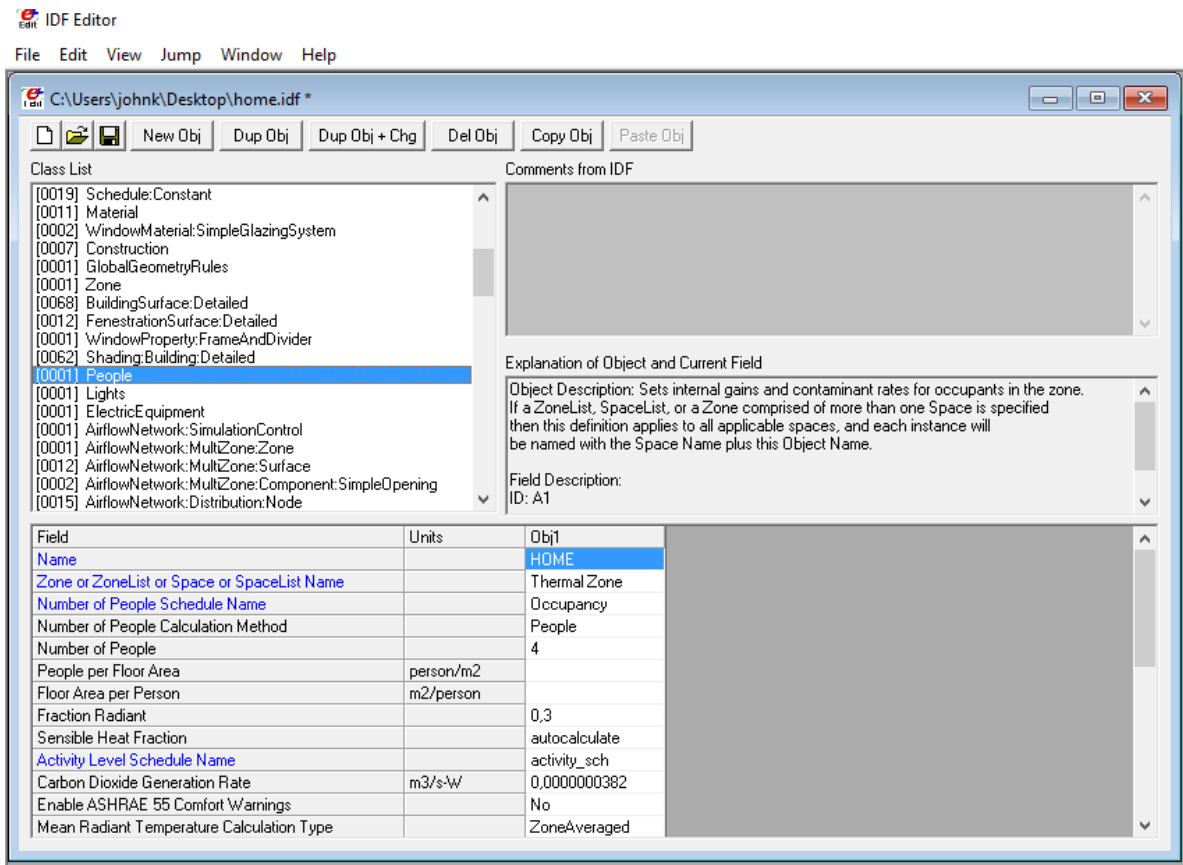 IDF Editor
File Edit View Jump Window Help
C:\Users\johnk\Desktop\home.idf *
New Obj Dup Obj Dup Obj + Chg Del Obj Copy Obj Paste Obj
Class List
[0019] Schedule:Constant
[0011] Material
[0002] WindowMaterial:SimpleGlazingSystem
[0007] Construction
[0001] GlobalGeometryRules
[0001] Zone
[0068] BuildingSurface:Detailed
[0012] FenestrationSurface:Detailed
[0001] WindowProperty:FrameAndDivider
[0062] Shading:Building:Detailed
[0001] People
[0001] Lights
[0001] ElectricEquipment
[0001] AirflowNetwork:SimulationControl
[0001] AirflowNetwork:MultiZone:Zone
[0012] AirflowNetwork:MultiZone:Surface
[0002] AirflowNetwork:MultiZone:Component:SimpleOpening
[0015] AirflowNetwork:Distribution:Node
Comments from IDF
Explanation of Object and Current Field
Object Description: Sets internal gains and contaminant rates for occupants in the zone.
If a ZoneList, SpaceList, or a Zone comprised of more than one Space is specified
then this definition applies to all applicable spaces, and each instance will
be named with the Space Name plus this Object Name.
Field Description:
ID: A1
Field Units Obj1
Name HOME
Zone or ZoneList or Space or SpaceList Name Thermal Zone
Number of People Schedule Name Occupancy
Number of People Calculation Method People
Number of People 4
People per Floor Area person/m2
Floor Area per Person m2/person
Fraction Radiant 0,3
Sensible Heat Fraction autocalculate
Activity Level Schedule Name activity_sch
Carbon Dioxide Generation Rate m3/s-W 0,0000000382
Enable ASHRAE 55 Comfort Warnings No
Mean Radiant Temperature Calculation Type ZoneAveraged